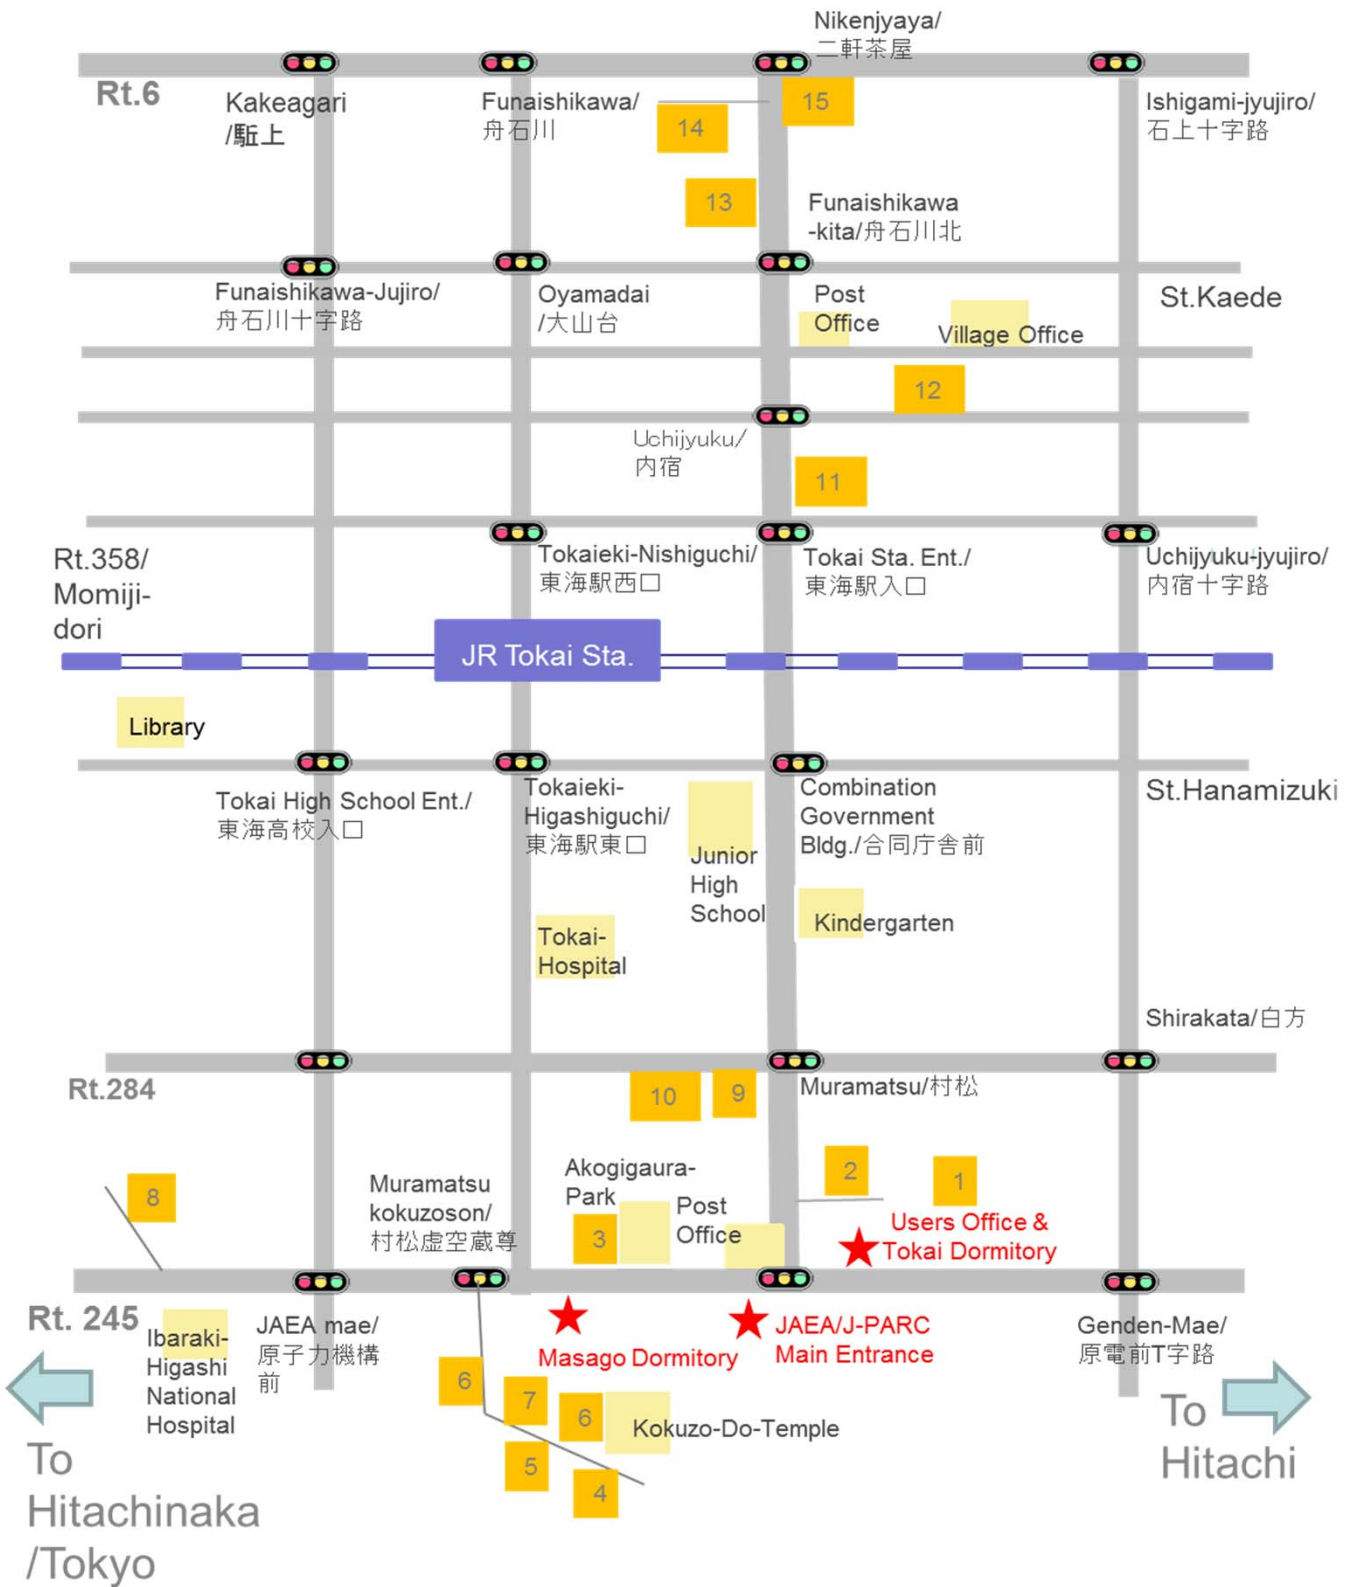 Nikenjyaya/
二軒茶屋
Rt.6
Kakeagari
/駈上
Funaishikawa/
舟石川
14
15
Ishigami-jyujiro/
石上十字路
13
Funaishikawa
-kita/舟石川北
Funaishikawa-Jujiro/
舟石川十字路
Oyamadai
/大山台
Post
Office
Village Office
St.Kaede
12
Uchijyuku/
内宿
11
Rt.358/
Momiji-
dori
Tokaieki-Nishiguchi/
東海駅西口
Tokai Sta. Ent./
東海駅入口
Uchijyuku-jyujiro/
内宿十字路
JR Tokai Sta.
Library
Tokai High School Ent./
東海高校入口
Tokaieki-
Higashiguchi/
東海駅東口
Junior
High
School
Combination
Government
Bldg./合同庁舎前
St.Hanamizuki
Kindergarten
Tokai-
Hospital
Shirakata/白方
Rt.284
10
9
Muramatsu/村松
8
Muramatsu
kokuzoson/
村松虚空蔵尊
Akogigaura-
Park
3
Post
Office
2
1
Users Office &
Tokai Dormitory
Rt. 245
Ibaraki-
Higashi
National
Hospital
JAEA mae/
原子力機構
前
Masago Dormitory
JAEA/J-PARC
Main Entrance
Genden-Mae/
原電前T字路
6
7
6
Kokuzo-Do-Temple
5
4
To
Hitachinaka
/Tokyo
To
Hitachi